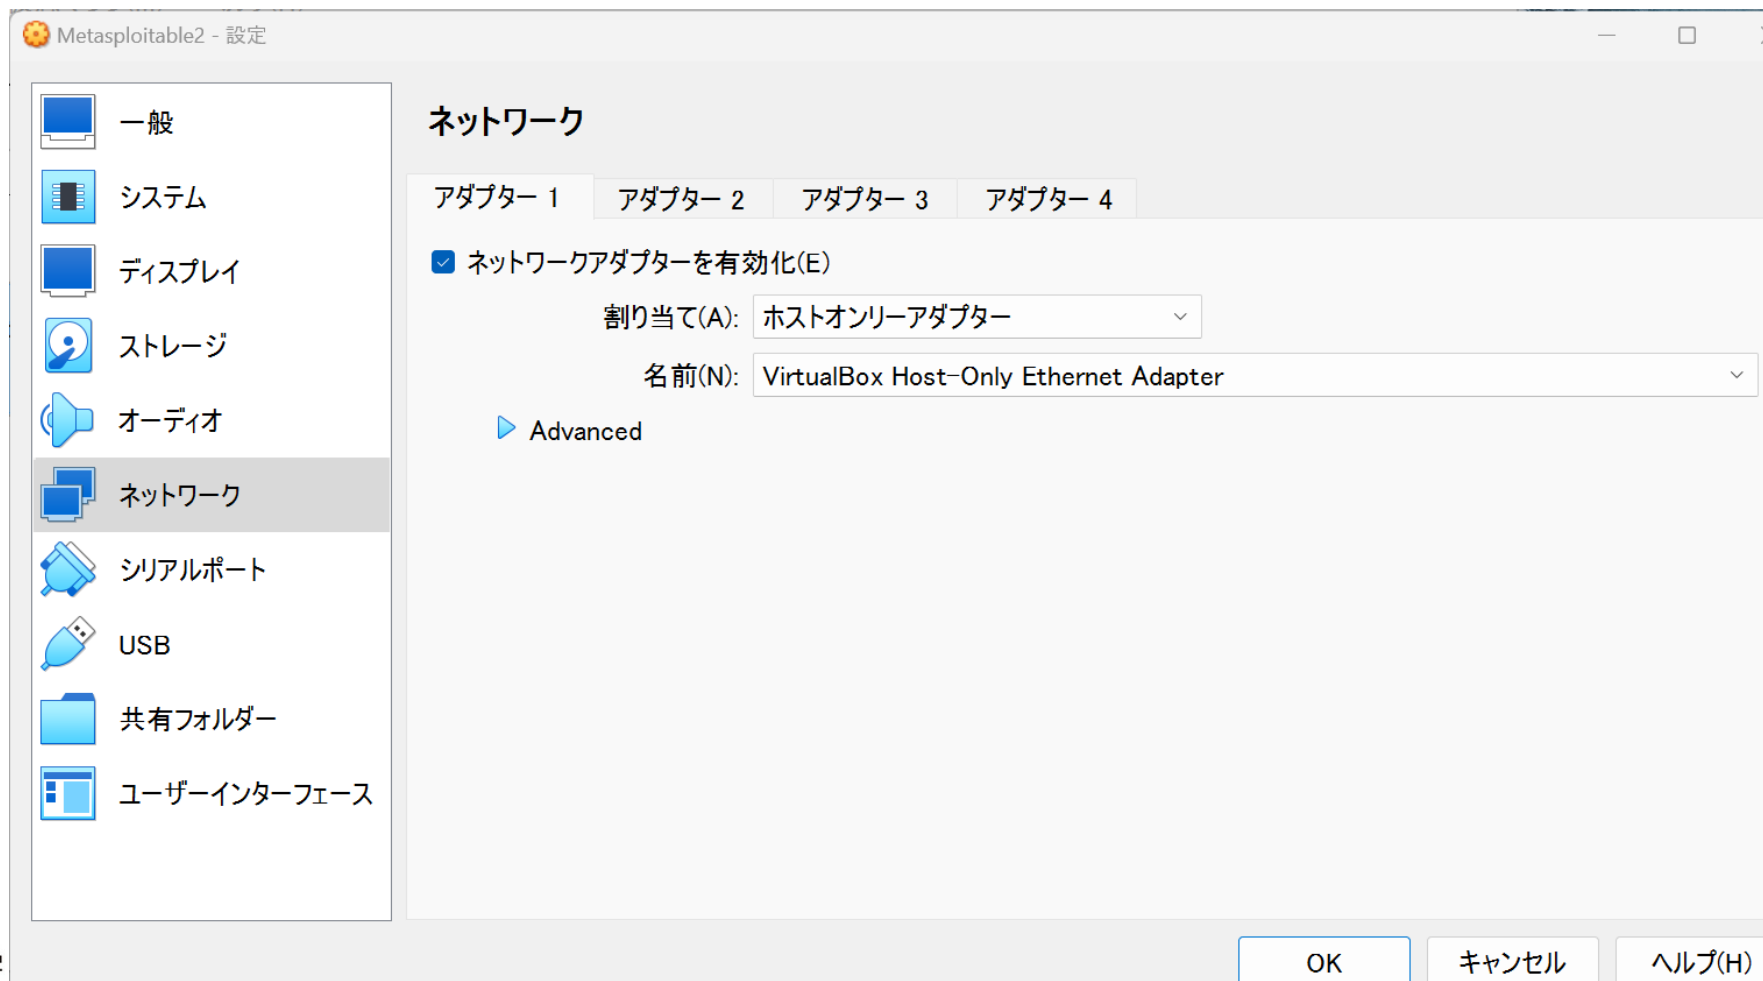 Metasploitable2 - 設定
一般
システム
ディスプレイ
ストレージ
オーディオ
ネットワーク
シリアルポート
USB
共有フォルダー
ユーザーインターフェース
ネットワーク
アダプター 1 アダプター 2 アダプター 3 アダプター 4
ネットワークアダプターを有効化(E)
割り当て(A): ホストオンリーアダプター
名前(N): VirtualBox Host-Only Ethernet Adapter
Advanced
OK キャンセル ヘルプ(H)